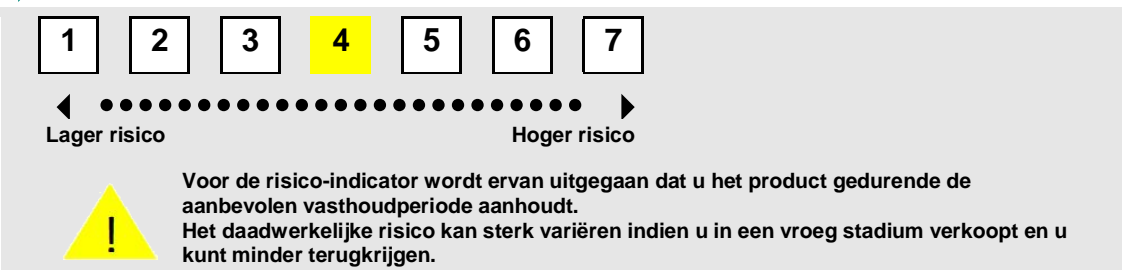 1 2 3 4 5 6 7
Lager risico Hoger risico
Voor de risico-indicator wordt ervan uitgegaan dat u het product gedurende de
aanbevolen vasthoudperiode aanhoudt.
Het daadwerkelijke risico kan sterk variëren indien u in een vroeg stadium verkoopt en u
kunt minder terugkrijgen.
!